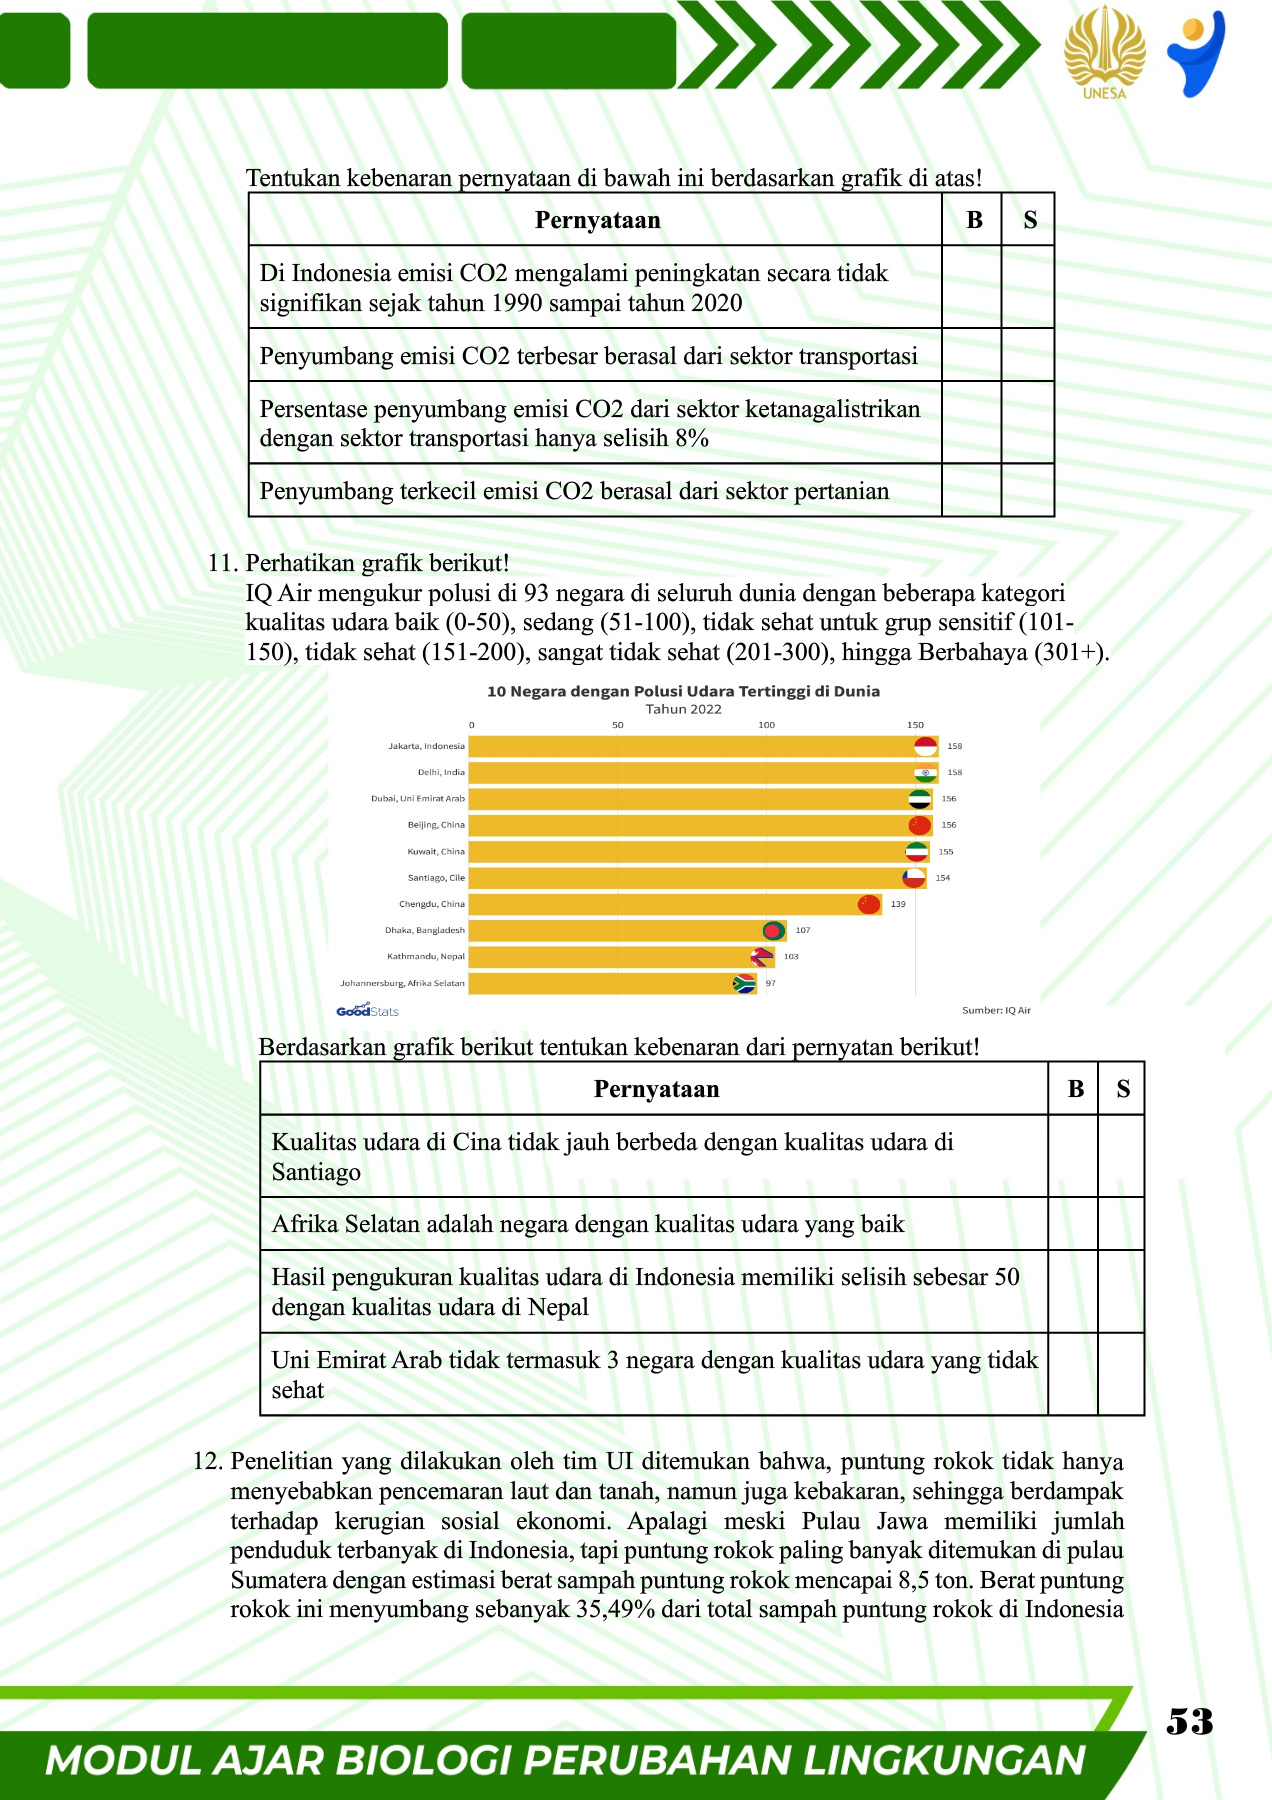 UNESA
Tentukan kebenaran pernyataan di bawah ini berdasarkan grafik di atas!
Pernyataan B S
Di Indonesia emisi CO2 mengalami peningkatan secara tidak
signifikan sejak tahun 1990 sampai tahun 2020
Penyumbang emisi CO2 terbesar berasal dari sektor transportasi
Persentase penyumbang emisi CO2 dari sektor ketanagalistrikan
dengan sektor transportasi hanya selisih 8%
Penyumbang terkecil emisi CO2 berasal dari sektor pertanian
11. Perhatikan grafik berikut!
IQ Air mengukur polusi di 93 negara di seluruh dunia dengan beberapa kategori
kualitas udara baik (0-50), sedang (51-100), tidak sehat untuk grup sensitif (101-
150), tidak sehat (151-200), sangat tidak sehat (201-300), hingga Berbahaya (301+).
10 Negara dengan Polusi Udara Tertinggi di Dunia
Tahun 2022
0 50 100 150
Jakarta, Indonesia 158
Delhi, India 158
Dubai, Uni Emirat Arab 156
Beijing, China 156
Kuwait, China 155
Santiago, Cile 154
Chengdu, China 139
Dhaka, Bangladesh 107
Kathmandu, Nepal 103
Johannersburg, Afrika Selatan 97
GoodStats Sumber: IQ Air
Berdasarkan grafik berikut tentukan kebenaran dari pernyatan berikut!
Pernyataan B S
Kualitas udara di Cina tidak jauh berbeda dengan kualitas udara di
Santiago
Afrika Selatan adalah negara dengan kualitas udara yang baik
Hasil pengukuran kualitas udara di Indonesia memiliki selisih sebesar 50
dengan kualitas udara di Nepal
Uni Emirat Arab tidak termasuk 3 negara dengan kualitas udara yang tidak
sehat
12. Penelitian yang dilakukan oleh tim UI ditemukan bahwa, puntung rokok tidak hanya
menyebabkan pencemaran laut dan tanah, namun juga kebakaran, sehingga berdampak
terhadap kerugian sosial ekonomi. Apalagi meski Pulau Jawa memiliki jumlah
penduduk terbanyak di Indonesia, tapi puntung rokok paling banyak ditemukan di pulau
Sumatera dengan estimasi berat sampah puntung rokok mencapai 8,5 ton. Berat puntung
rokok ini menyumbang sebanyak 35,49% dari total sampah puntung rokok di Indonesia
53
MODUL AJAR BIOLOGI PERUBAHAN LINGKUNGAN